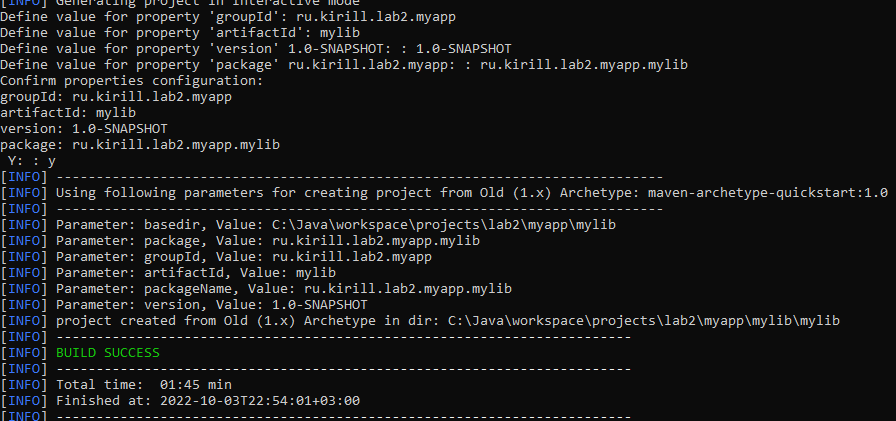 [INFO] Generating project in Interactive mode
Define value for property 'groupId': ru.kirill.lab2.myapp
Define value for property 'artifactId': mylib
Define value for property 'version' 1.0-SNAPSHOT: : 1.0-SNAPSHOT
Define value for property 'package' ru.kirill.lab2.myapp: : ru.kirill.lab2.myapp.mylib
Confirm properties configuration:
groupId: ru.kirill.lab2.myapp
artifactId: mylib
version: 1.0-SNAPSHOT
package: ru.kirill.lab2.myapp.mylib
 Y: : y
[INFO] ----------------------------------------------------------------------------
[INFO] Using following parameters for creating project from Old (1.x) Archetype: maven-archetype-quickstart:1.0
[INFO] ----------------------------------------------------------------------------
[INFO] Parameter: basedir, Value: C:\Java\workspace\projects\lab2\myapp\mylib
[INFO] Parameter: package, Value: ru.kirill.lab2.myapp.mylib
[INFO] Parameter: groupId, Value: ru.kirill.lab2.myapp
[INFO] Parameter: artifactId, Value: mylib
[INFO] Parameter: packageName, Value: ru.kirill.lab2.myapp.mylib
[INFO] Parameter: version, Value: 1.0-SNAPSHOT
[INFO] project created from Old (1.x) Archetype in dir: C:\Java\workspace\projects\lab2\myapp\mylib\mylib
[INFO] ------------------------------------------------------------------------
[INFO] BUILD SUCCESS
[INFO] ------------------------------------------------------------------------
[INFO] Total time:  01:45 min
[INFO] Finished at: 2022-10-03T22:54:01+03:00
[INFO] ------------------------------------------------------------------------